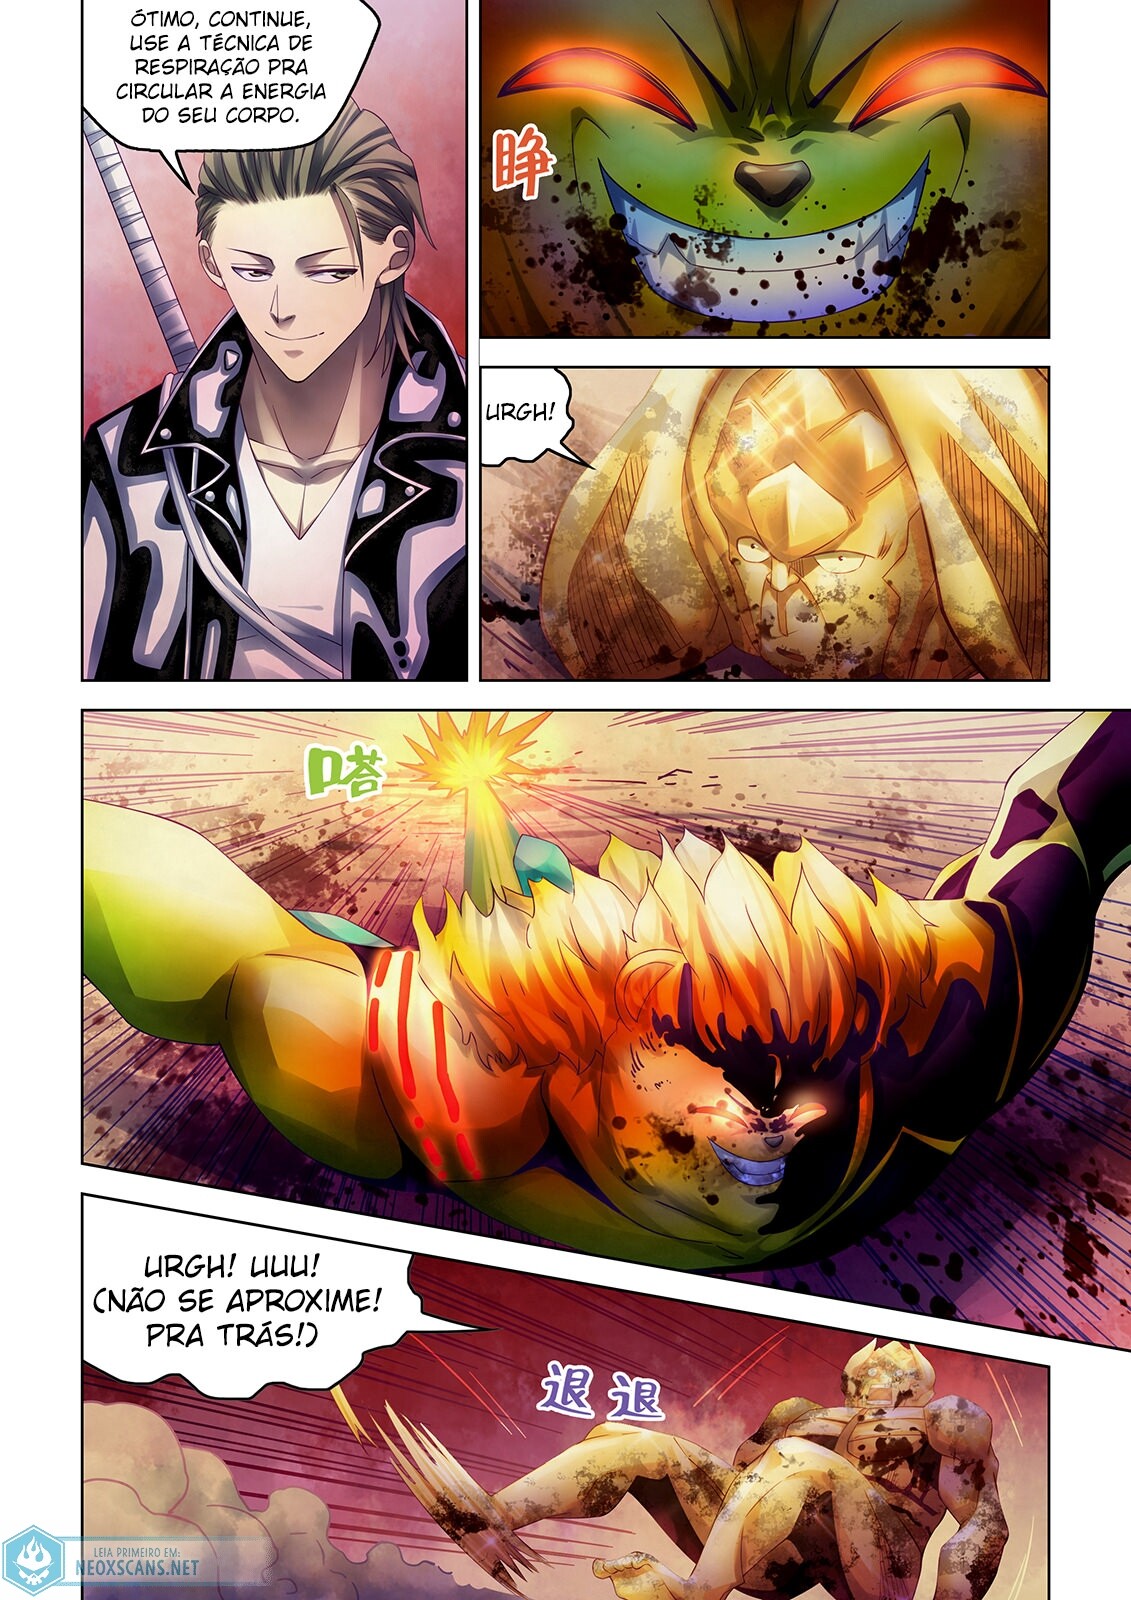 ÓTIMO, CONTINUE,
USE A TÉCNICA DE
RESPIRAÇÃO PRA
CIRCULAR A ENERGIA
DO SEU CORPO.
睁
URGH!
嗒
URGH! UUU!
(NÃO SE APROXIME!
PRA TRÁS!)
退 退
LEIA PRIMEIRO EM:
NEOXSCANS.NET